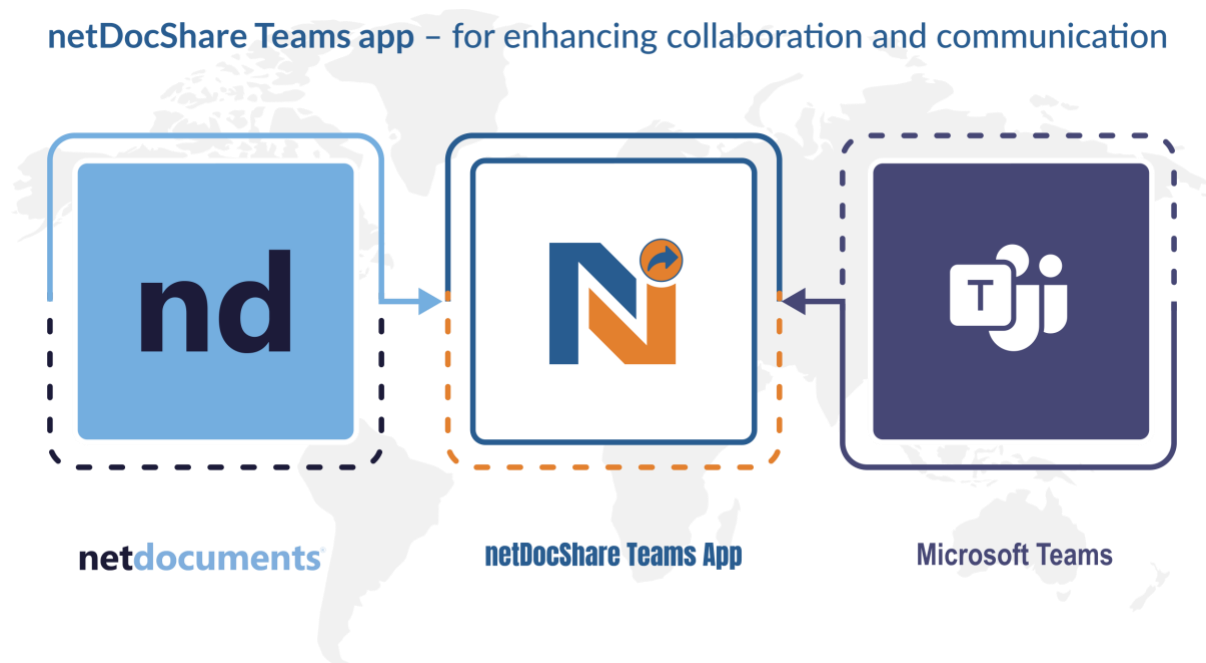 netDocShare Teams app – for enhancing collaboration and communication
nd
N
T
netdocuments
netDocShare Teams App
Microsoft Teams